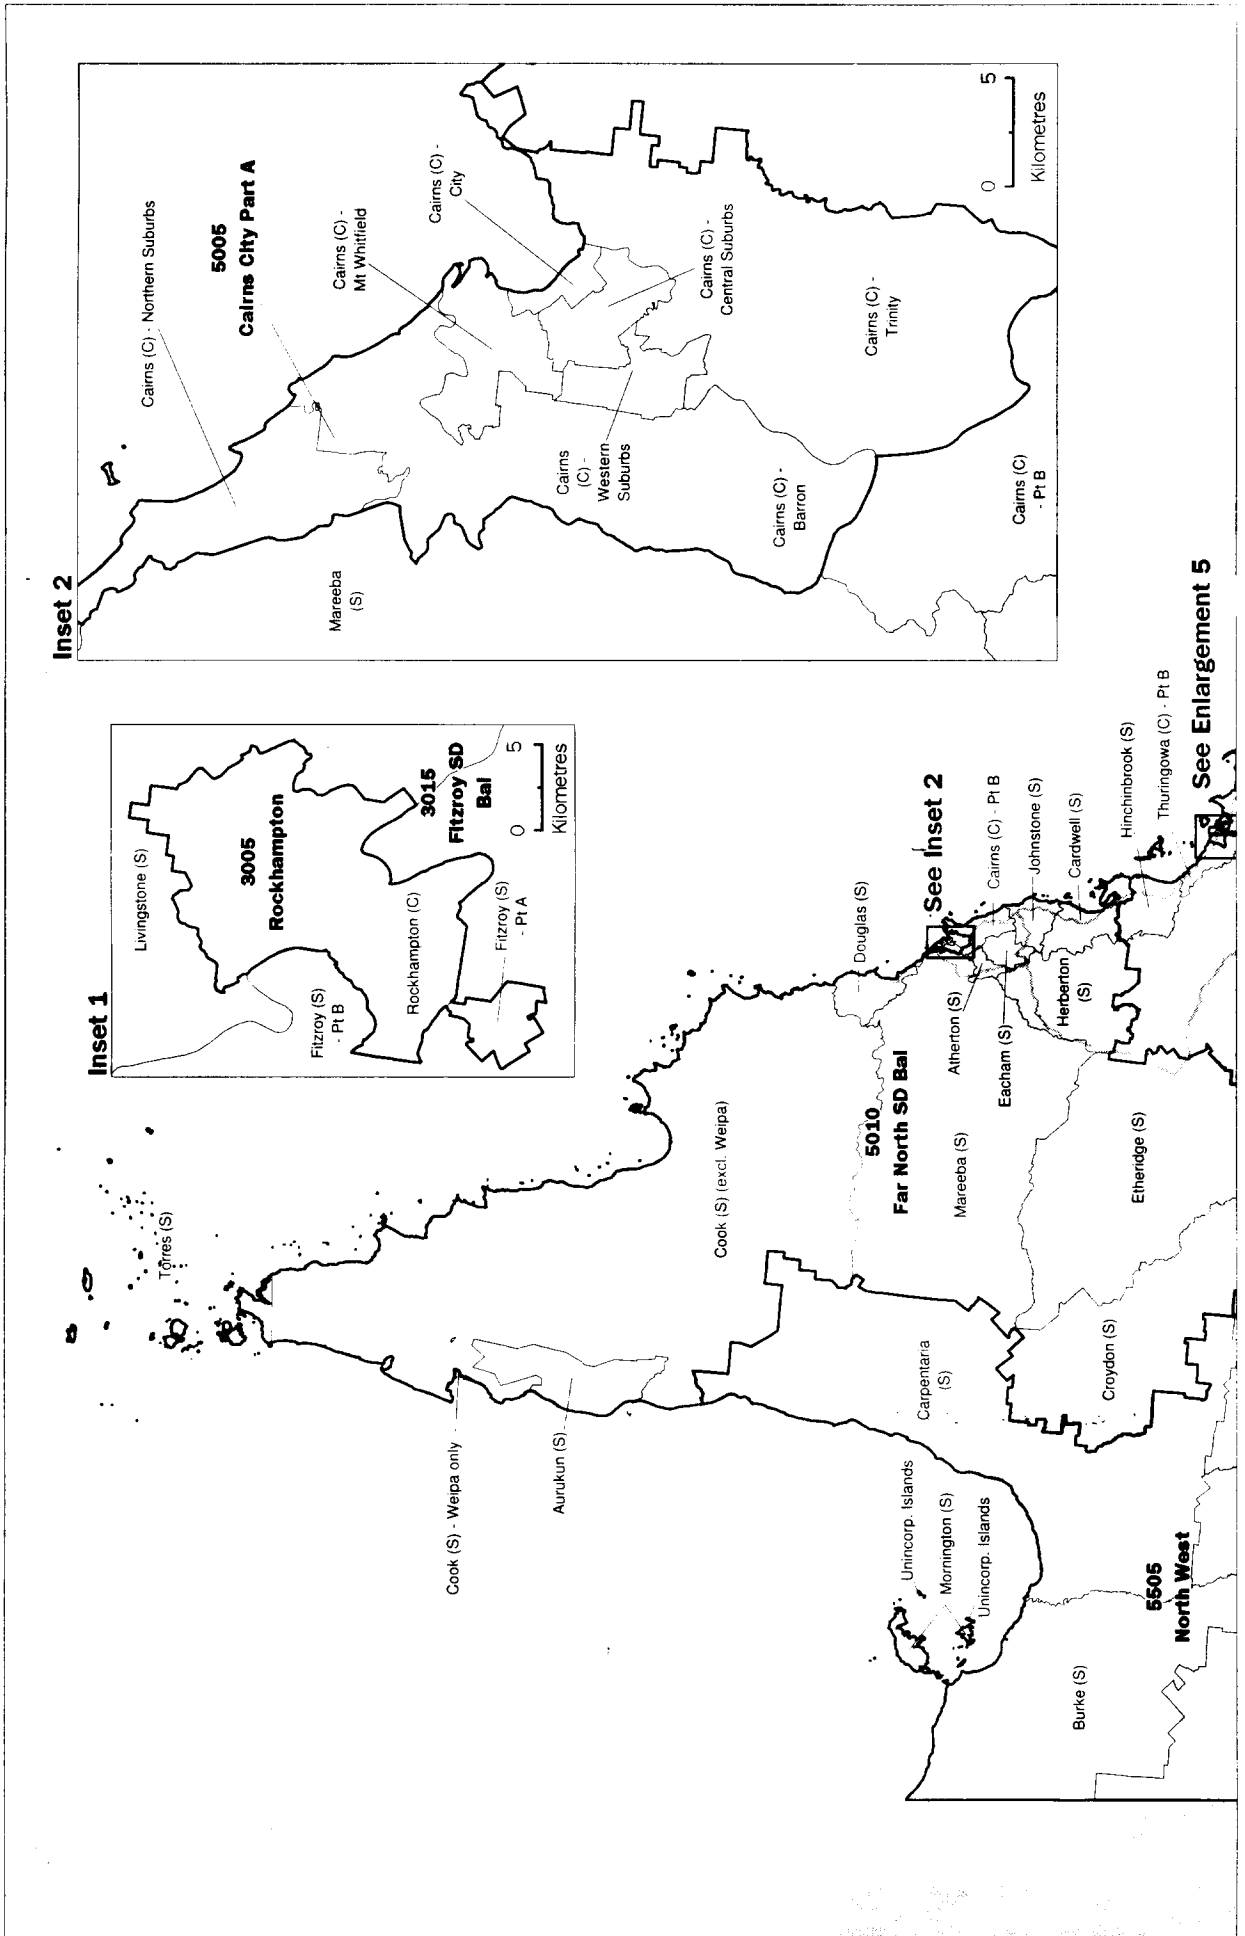 Inset 1
Livingstone (S)
3005
Rockhampton
Fitzroy (S)
- Pt B
Rockhampton (C)
3015
Fitzroy SD
Bal
Fitzroy (S)
- Pt A
0 5
Kilometres
Inset 2
Cairns (C) - Northern Suburbs
5005
Cairns City Part A
Mareeba
(S)
Cairns (C) -
Mt Whitfield
Cairns (C) -
City
Cairns
(C) -
Western
Suburbs
Cairns (C) -
Central Suburbs
Cairns (C) -
Barron
Cairns (C) -
Trinity
Cairns (C)
- Pt B
0 5
Kilometres
Torres (S)
Cook (S) - Weipa only
Aurukun (S)
Cook (S) (excl. Weipa)
Douglas (S)
5010
Far North SD Bal
See Inset 2
Unincorp. Islands
Mornington (S)
Unincorp. Islands
Carpentaria
(S)
Mareeba (S)
Atherton (S)
Eacham (S)
Cairns (C) - Pt B
Johnstone (S)
Herberton
(S)
Cardwell (S)
Burke (S)
Croydon (S)
Etheridge (S)
Hinchinbrook (S)
Thuringowa (C) - Pt B
5505
North West
See Enlargement 5